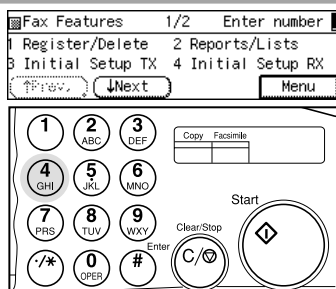 Fax Features 1/2 Enter number
1 Register/Delete 2 Reports/Lists
3 Initial Setup TX 4 Initial Setup RX
↑Prev. ↓Next Menu
1 2 ABC 3 DEF
Copy Facsimile
4 GHI 5 JKL 6 MNO
Start
7 PRS 8 TUV 9 WXY
Clear/Stop
Enter
·/* 0 OPER # C/